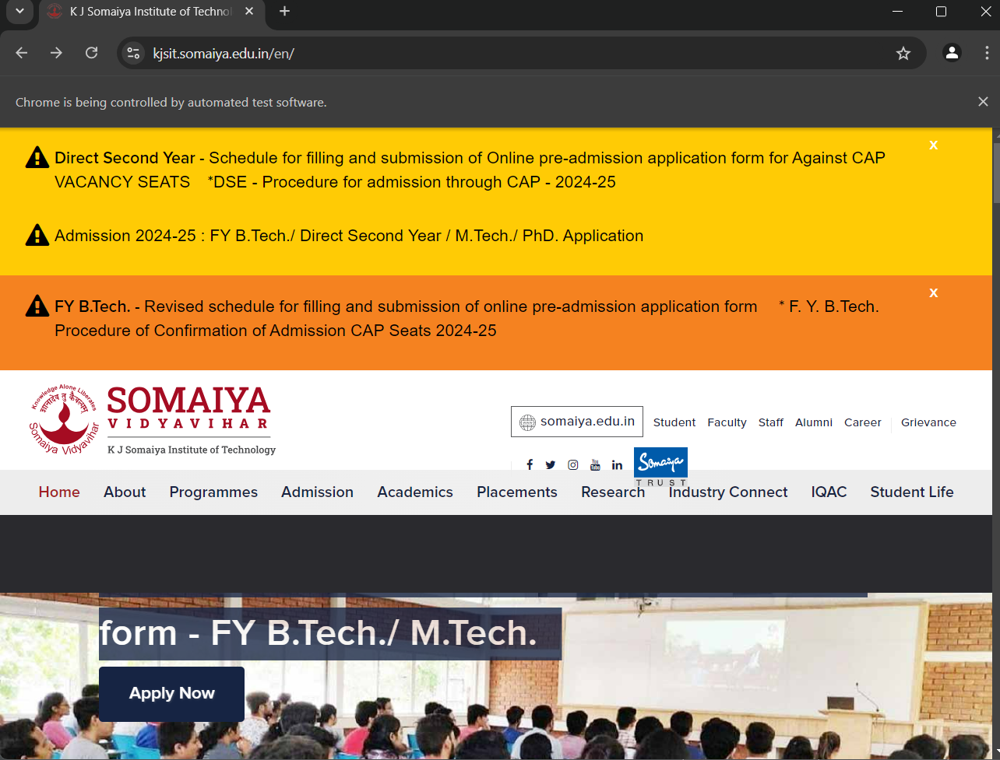 K J Somaiya Institute of Technol
kjsit.somaiya.edu.in/en/
Chrome is being controlled by automated test software.
x
Direct Second Year - Schedule for filling and submission of Online pre-admission application form for Against CAP
VACANCY SEATS *DSE - Procedure for admission through CAP - 2024-25
Admission 2024-25 : FY B.Tech./ Direct Second Year / M.Tech./ PhD. Application
x
FY B.Tech. - Revised schedule for filling and submission of online pre-admission application form * F. Y. B.Tech.
Procedure of Confirmation of Admission CAP Seats 2024-25
Knowledge Alone Liberates
ज्ञानादेव तु कैवल्यम्
Somaiya Vidyavihar
SOMAIYA
VIDYAVIHAR
K J Somaiya Institute of Technology
somaiya.edu.in Student Faculty Staff Alumni Career Grievance
You Tube
in
Somaiya
TRUST
Home About Programmes Admission Academics Placements Research Industry Connect IQAC Student Life
form - FY B.Tech./ M.Tech.
Apply Now